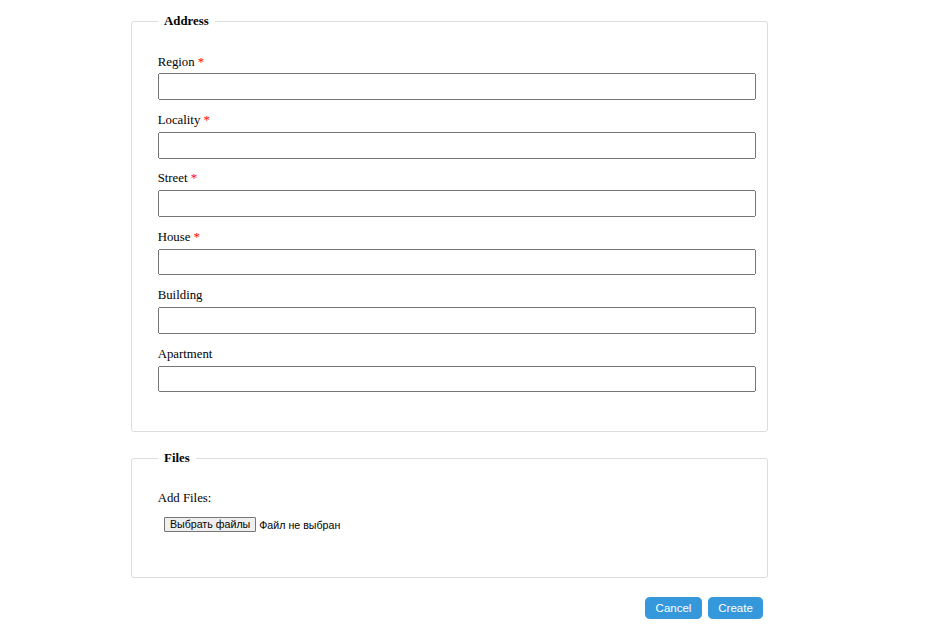 Address
Region *
Locality *
Street *
House *
Building
Apartment
Files
Add Files:
Выбрать файлы Файл не выбран
Cancel Create